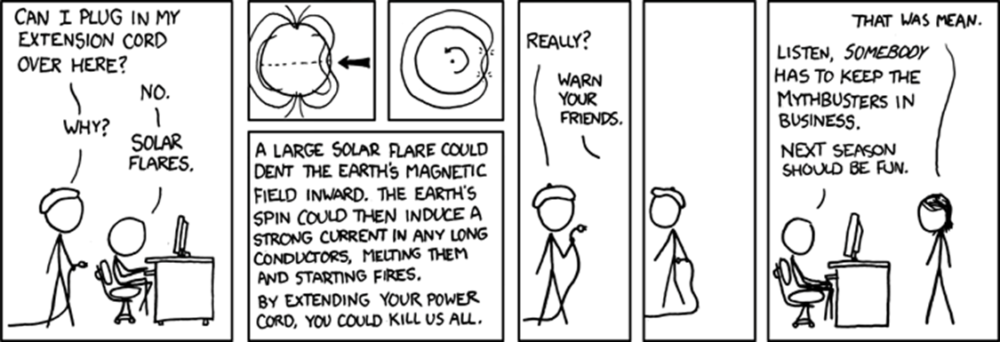 CAN I PLUG IN MY
EXTENSION CORD
OVER HERE?
NO.
WHY?
SOLAR
FLARES.
A LARGE SOLAR FLARE COULD
DENT THE EARTH'S MAGNETIC
FIELD INWARD. THE EARTH'S
SPIN COULD THEN INDUCE A
STRONG CURRENT IN ANY LONG
CONDUCTORS, MELTING THEM
AND STARTING FIRES.
BY EXTENDING YOUR POWER
CORD, YOU COULD KILL US ALL.
REALLY?
WARN
YOUR
FRIENDS.
THAT WAS MEAN.
LISTEN, SOMEBODY
HAS TO KEEP THE
MYTHBUSTERS IN
BUSINESS.
NEXT SEASON
SHOULD BE FUN.